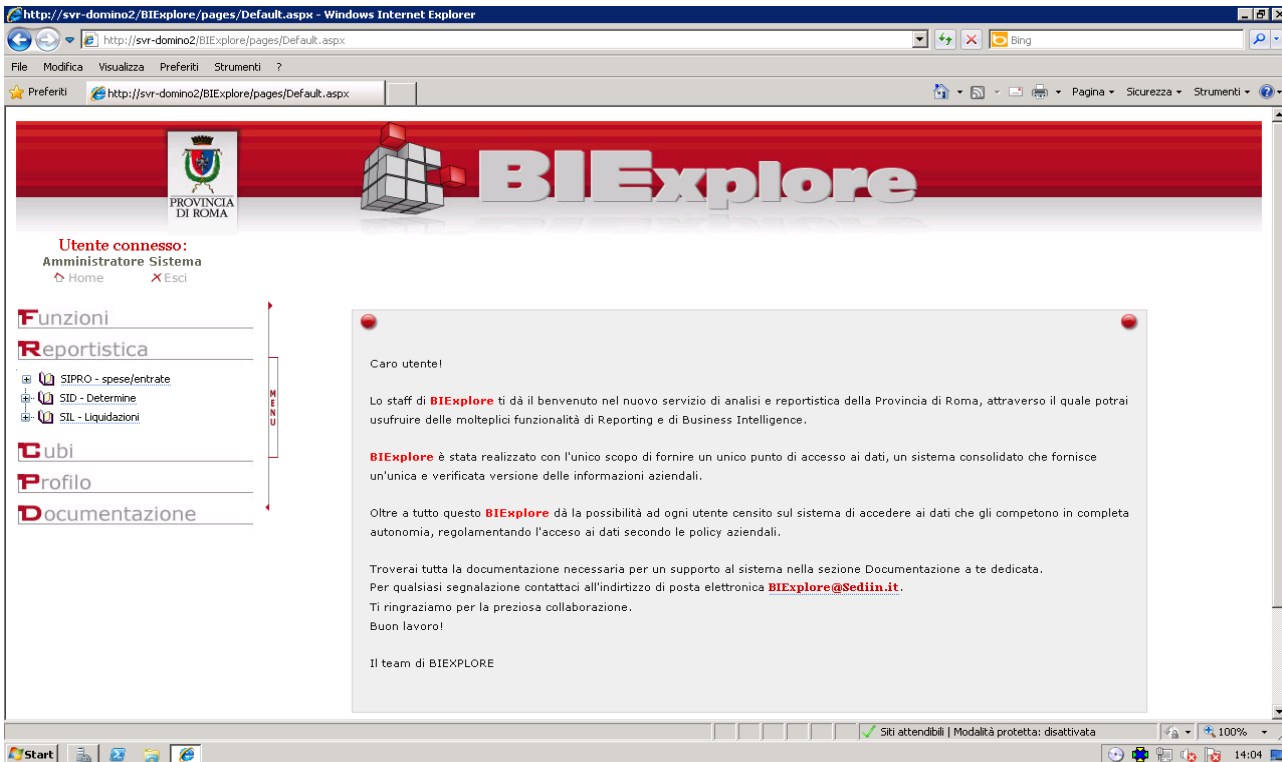 http://svr-domino2/BIExplore/pages/Default.aspx - Windows Internet Explorer
http://svr-domino2/BIExplore/pages/Default.aspx
Bing
File Modifica Visualizza Preferiti Strumenti ?
Preferiti
http://svr-domino2/BIExplore/pages/Default.aspx
Pagina Sicurezza Strumenti
PROVINCIA
DI ROMA
BIExplore
Utente connesso:
Amministratore Sistema
Home Esci
Funzioni
Reportistica
SIPRO - spese/entrate
SID - Determine
SIL - Liquidazioni
Cubi
Profilo
Documentazione
MENU
Caro utente!
Lo staff di BIExplore ti dà il benvenuto nel nuovo servizio di analisi e reportistica della Provincia di Roma, attraverso il quale potrai
usufruire delle molteplici funzionalità di Reporting e di Business Intelligence.
BIExplore è stata realizzato con l'unico scopo di fornire un unico punto di accesso ai dati, un sistema consolidato che fornisce
un'unica e verificata versione delle informazioni aziendali.
Oltre a tutto questo BIExplore dà la possibilità ad ogni utente censito sul sistema di accedere ai dati che gli competono in completa
autonomia, regolamentando l'acceso ai dati secondo le policy aziendali.
Troverai tutta la documentazione necessaria per un supporto al sistema nella sezione Documentazione a te dedicata.
Per qualsiasi segnalazione contattaci all'indirtizzo di posta elettronica BIExplore@Sediin.it.
Ti ringraziamo per la preziosa collaborazione.
Buon lavoro!
Il team di BIEXPLORE
Siti attendibili | Modalità protetta: disattivata
100%
Start
14:04